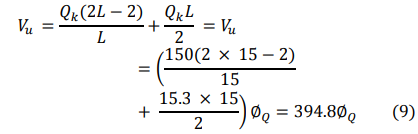 V_u = Q_k(2L − 2)/L + Q_k L/2 = V_u
= (150(2 × 15 − 2)/15
+ 15.3 × 15/2) ∅_Q = 394.8∅_Q (9)